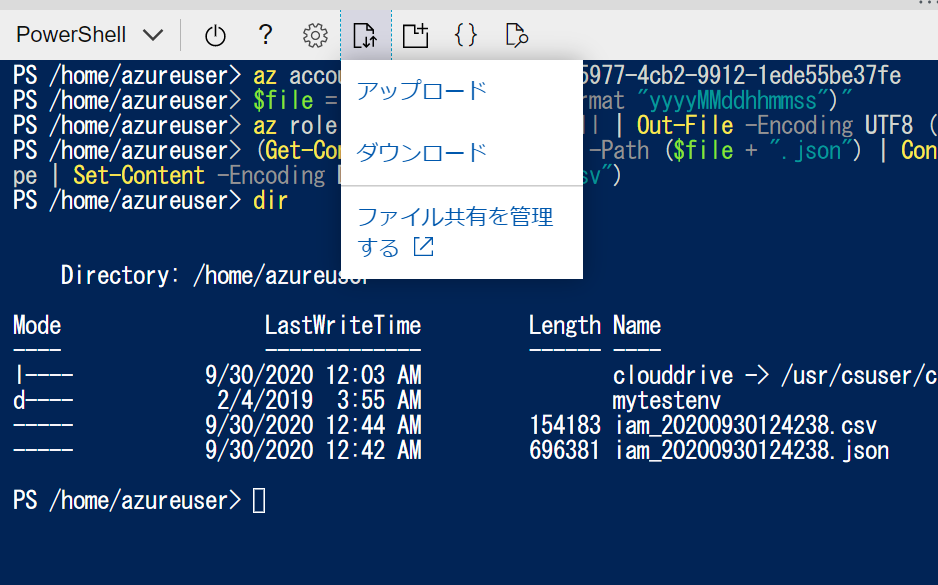 PowerShell
アップロード
ダウンロード
ファイル共有を管理
する
PS /home/azureuser> az accou 5977-4cb2-9912-1ede55be37fe
PS /home/azureuser> $file = rmat "yyyyMMddhhmmss")"
PS /home/azureuser> az role | Out-File -Encoding UTF8 (
PS /home/azureuser> (Get-Con -Path ($file + ".json") | Con
pe | Set-Content -Encoding sv")
PS /home/azureuser> dir
Directory: /home/azureuser
Mode LastWriteTime Length Name
---- ------------- ------ ----
l---- 9/30/2020 12:03 AM clouddrive -> /usr/csuser/c
d---- 2/4/2019 3:55 AM mytestenv
----- 9/30/2020 12:44 AM 154183 iam_20200930124238.csv
----- 9/30/2020 12:42 AM 696381 iam_20200930124238.json
PS /home/azureuser>